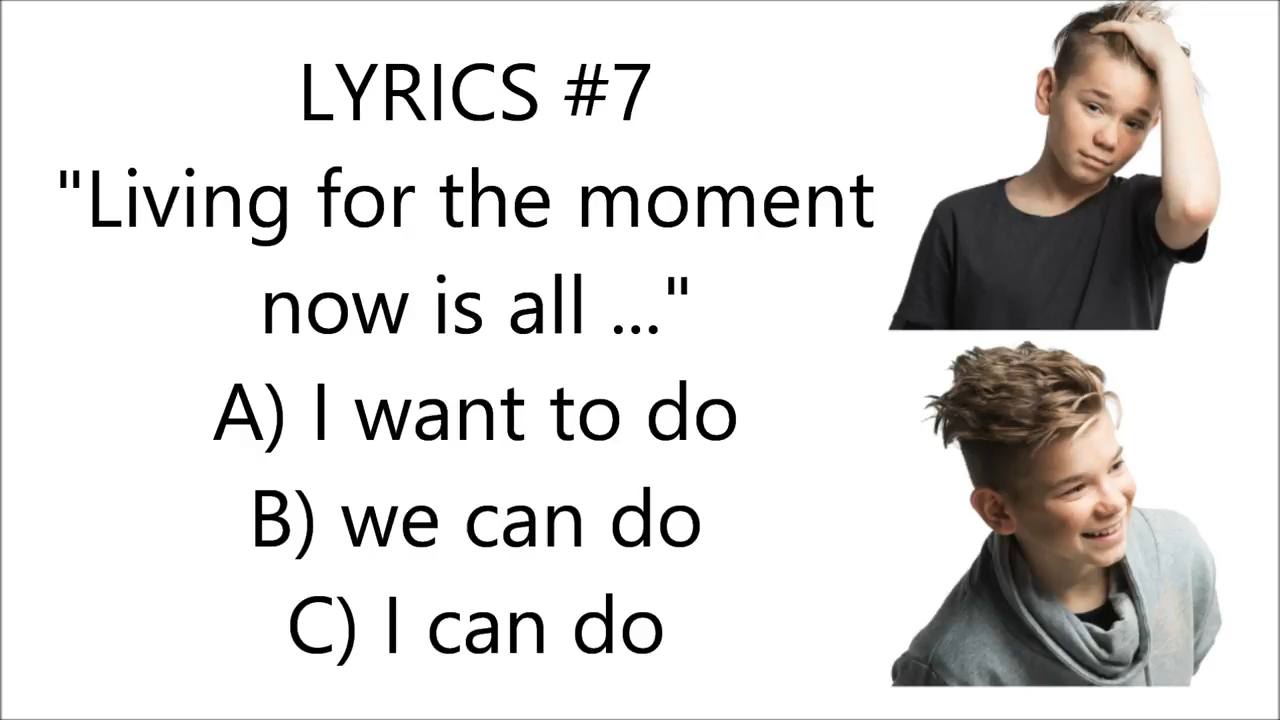 LYRICS #7
"Living for the moment
now is all ..."
A) I want to do
B) we can do
C) I can do